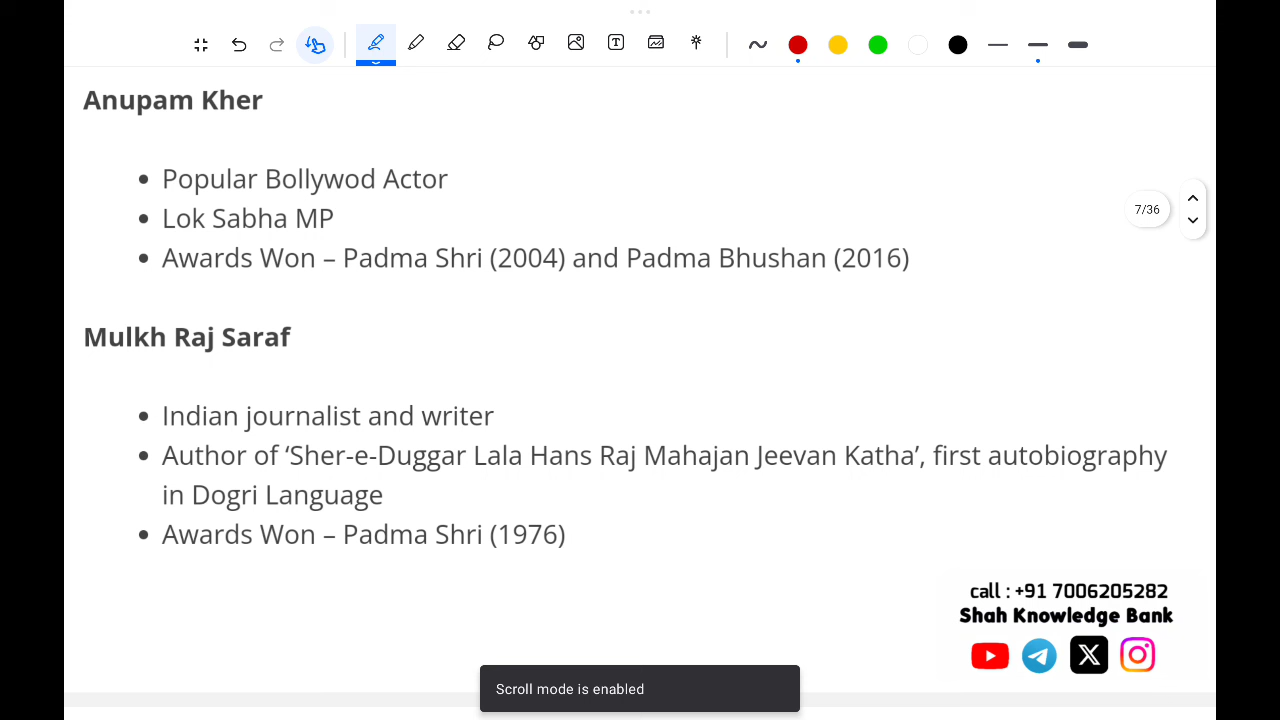 Anupam Kher
7/36
• Popular Bollywod Actor
• Lok Sabha MP
• Awards Won – Padma Shri (2004) and Padma Bhushan (2016)
Mulkh Raj Saraf
• Indian journalist and writer
• Author of ‘Sher-e-Duggar Lala Hans Raj Mahajan Jeevan Katha’, first autobiography
in Dogri Language
• Awards Won – Padma Shri (1976)
call : +91 7006205282
Shah Knowledge Bank
Scroll mode is enabled